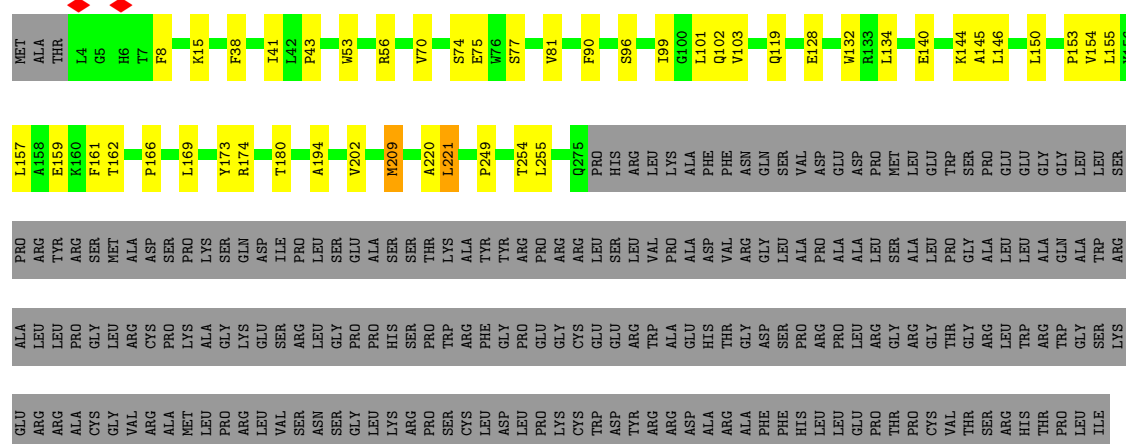 MET ALA THR L4 G5 H6 T7 F8 K15 F38 I41 L42 P43 W53 R56 V70 S74 E75 W76 S77 V81 F90 S96 I99 G100 L101 Q102 V103 Q119 E128 W132 R133 L134 E140 K144 A145 L146 L150 P153 V154 L155
L157 A158 E159 K160 F161 T162 P166 L169 Y173 R174 T180 A194 V202 M209 A220 L221 P249 T254 L255 Q275 PRO HIS ARG LEU LYS ALA PHE PHE ASN GLN SER VAL ASP GLU ASP PRO MET LEU GLU TRP SER PRO GLU GLU GLY GLY LEU LEU SER
PRO ARG TYR ARG SER MET ALA ASP SER PRO LYS SER GLN ASP ILE PRO LEU SER GLU ALA SER SER THR LYS ALA TYR TYR ARG PRO ARG ARG LEU SER LEU VAL PRO ALA ASP VAL ARG GLY LEU ALA PRO ALA ALA LEU SER ALA LEU PRO GLY ALA LEU LEU ALA GLN ALA TRP ARG
ALA LEU LEU PRO GLY LEU ARG CYS PRO LYS ALA GLY LYS GLU SER ARG LEU GLY PRO PRO HIS SER PRO TRP CYS ARG PHE GLY PRO GLU GLY CYS GLU GLU ARG TRP ALA GLU HIS THR GLY ASP SER PRO ARG PRO LEU ARG GLY ARG GLY THR GLY ARG LEU TRP ARG TRP GLY SER LYS
GLU ARG ARG ALA CYS GLY VAL ARG ALA MET LEU PRO ARG LEU VAL SER ASN SER GLY LEU LYS ARG PRO SER CYS LEU ASP LEU PRO LYS CYS TRP ASP TYR ARG ARG ASP ALA ARG ALA PHE PHE HIS LEU LEU GLU PRO THR PRO CYS VAL THR SER ARG HIS THR PRO LEU ILE